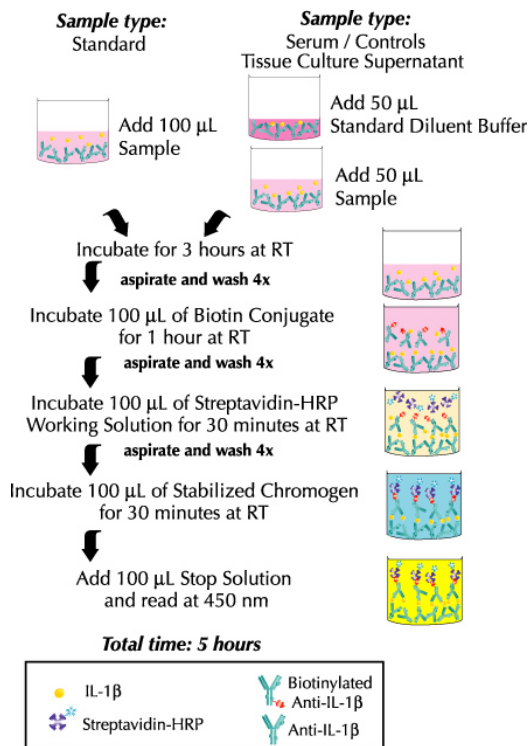 Sample type:
Standard
Sample type:
Serum / Controls
Tissue Culture Supernatant
Add 100 μL
Sample
Add 50 μL
Standard Diluent Buffer
Add 50 μL
Sample
Incubate for 3 hours at RT
aspirate and wash 4x
Incubate 100 μL of Biotin Conjugate
for 1 hour at RT
aspirate and wash 4x
Incubate 100 μL of Streptavidin-HRP
Working Solution for 30 minutes at RT
aspirate and wash 4x
Incubate 100 μL of Stabilized Chromogen
for 30 minutes at RT
Add 100 μL Stop Solution
and read at 450 nm
Total time: 5 hours
IL-1β
Streptavidin-HRP
Biotinylated
Anti-IL-1β
Anti-IL-1β